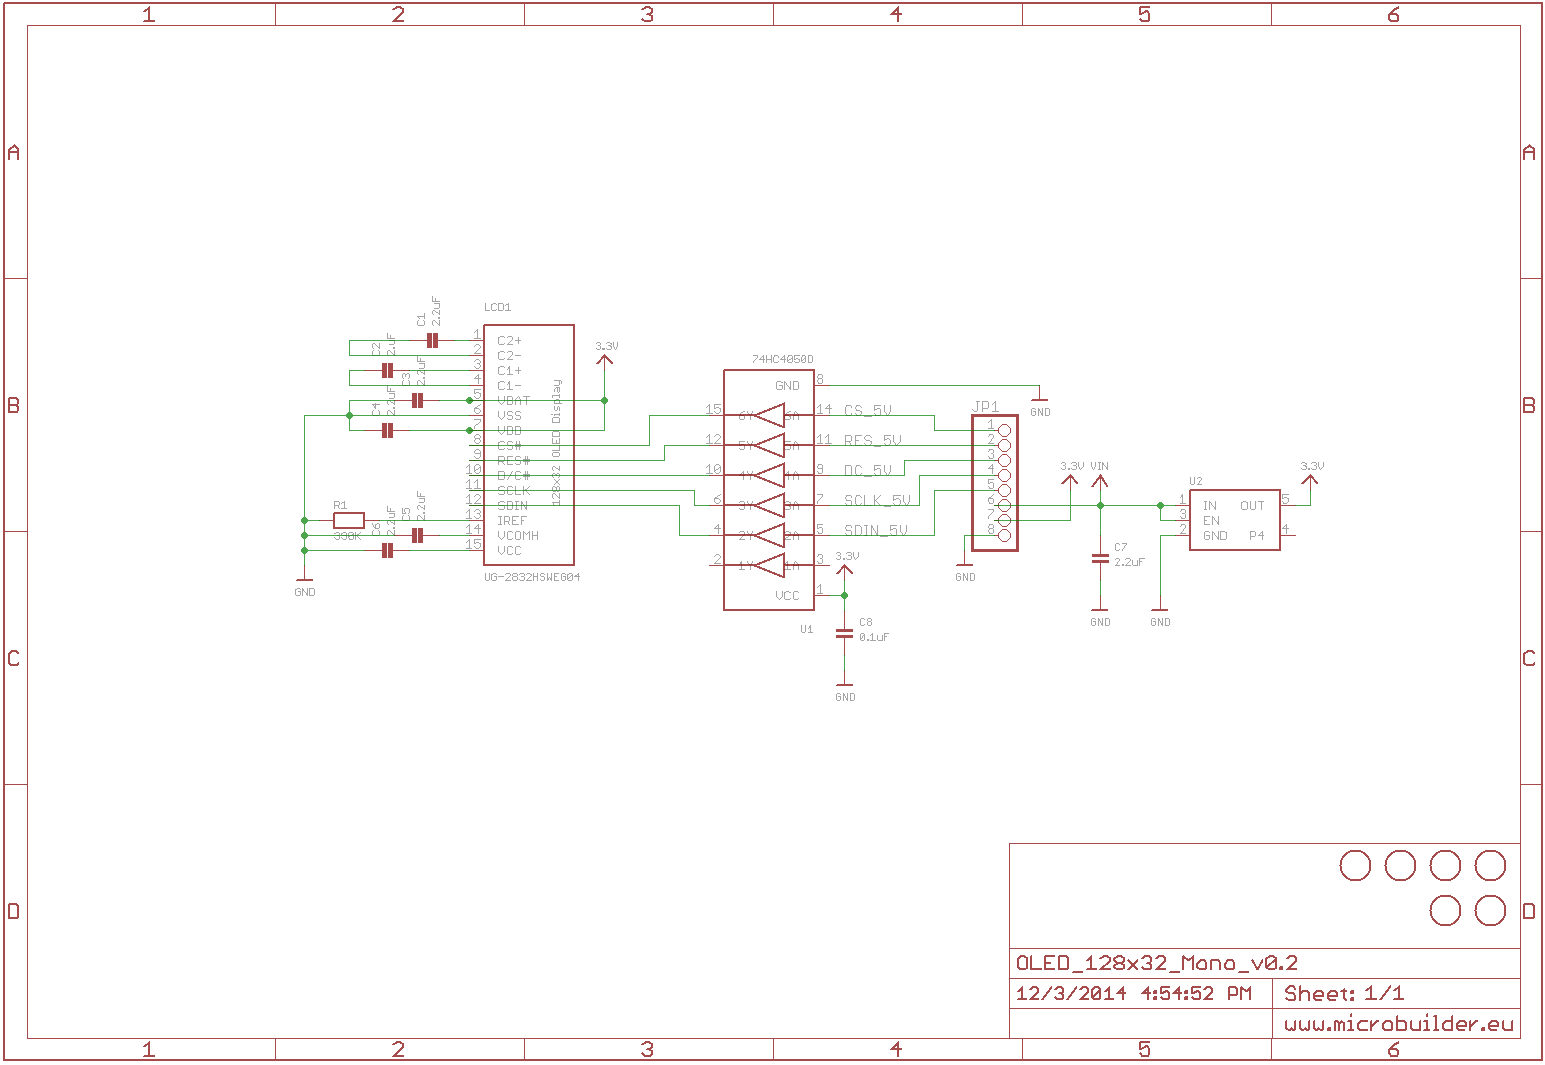 1 2 3 4 5 6
A A
B B
C C
D D
LCD1
C1 2.2uF
C2 2.uF
C3 2.2uF
C4 2.2uF
1 C2+
2 C2-
3 C1+
4 C1-
5 VBAT
6 VSS
7 VDD
8 CS#
9 RES#
10 D/C#
11 SCLK
12 SDIN
13 IREF
14 VCOMH
15 VCC
128x32 OLED Display
UG-2832HSWEG04
3.3V
R1
390K
C5 2.2uF
C6 2.2uF
GND
74HC4050D
GND 8
15 6Y 6A 14 CS_5V
12 5Y 5A 11 RES_5V
10 4Y 4A 9 DC_5V
6 3Y 3A 7 SCLK_5V
4 2Y 2A 5 SDIN_5V
2 1Y 1A 3
VCC 1
U1
3.3V
C8
0.1uF
GND
GND
JP1
1
2
3
4
5
6
7
8
GND
3.3V VIN
C7
2.2uF
GND
GND
U2
1 IN OUT 5
3 EN
2 GND P4 4
3.3V
OLED_128x32_Mono_v0.2
12/3/2014 4:54:52 PM Sheet: 1/1
www.microbuilder.eu
1 2 3 4 5 6